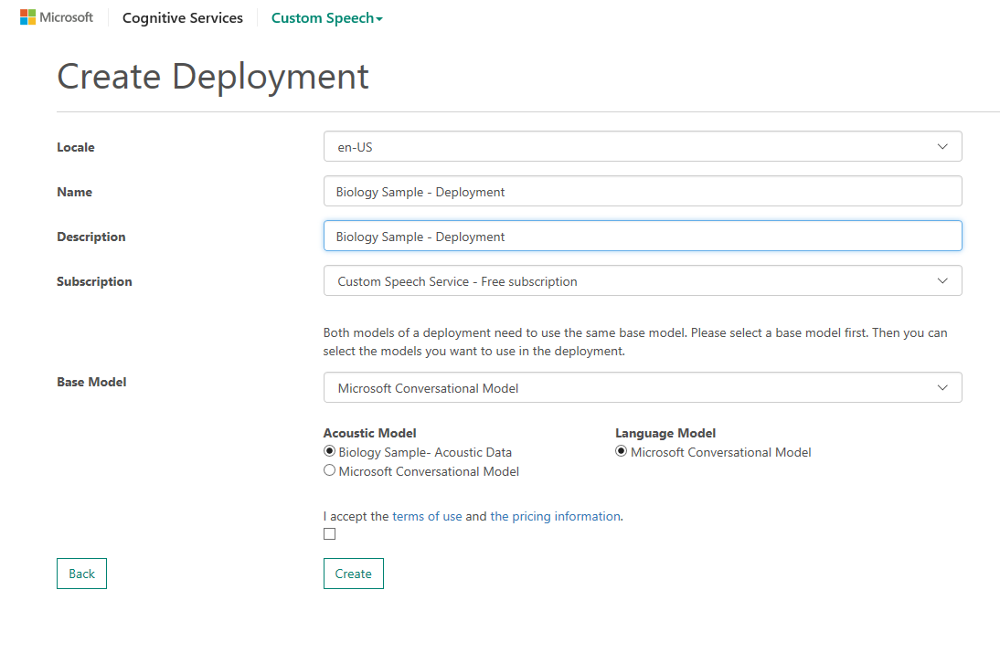 Microsoft Cognitive Services Custom Speech
Create Deployment
Locale en-US
Name Biology Sample - Deployment
Description Biology Sample - Deployment
Subscription Custom Speech Service - Free subscription
Both models of a deployment need to use the same base model. Please select a base model first. Then you can
select the models you want to use in the deployment.
Base Model Microsoft Conversational Model
Acoustic Model Language Model
Biology Sample- Acoustic Data Microsoft Conversational Model
Microsoft Conversational Model
I accept the terms of use and the pricing information.
Back Create